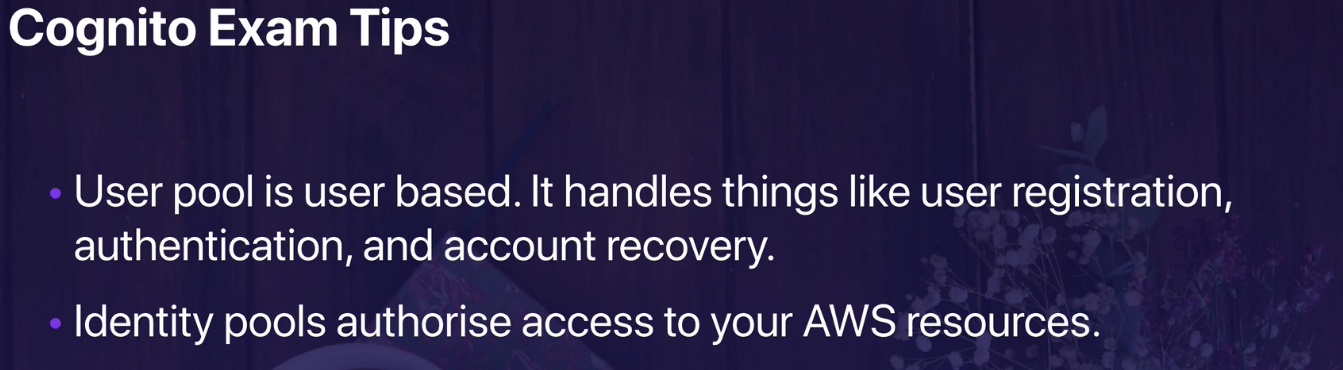 Cognito Exam Tips
• User pool is user based. It handles things like user registration,
authentication, and account recovery.
• Identity pools authorise access to your AWS resources.